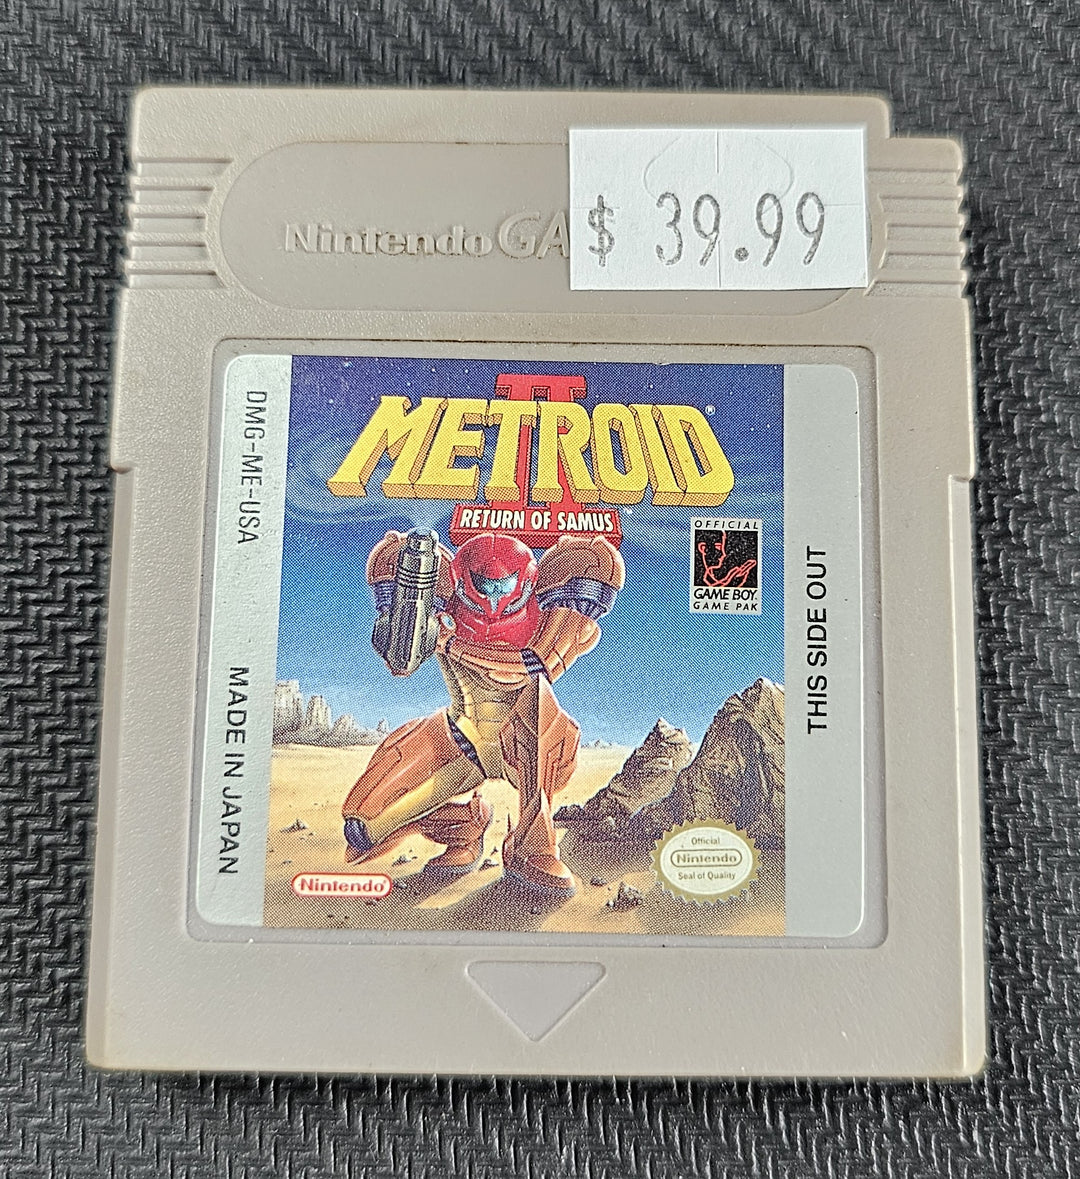 Nintendo GA
$ 39.99
DMG-ME-USA
MADE IN JAPAN
II
METROID®
RETURN OF SAMUS™
OFFICIAL
GAME BOY
GAME PAK
THIS SIDE OUT
Official
Nintendo
Seal of Quality
Nintendo®